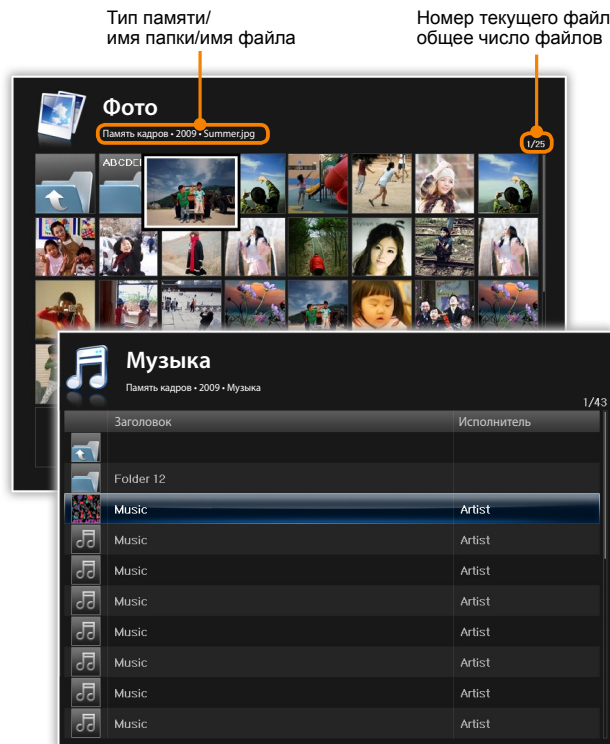 Тип памяти/
имя папки/имя файла
Номер текущего файл
общее число файлов
Фото
Память кадров • 2009 • Summer.jpg
1/25
Музыка
Память кадров • 2009 • Музыка
1/43
Заголовок Исполнитель
Folder 12
Music Artist
Music Artist
Music Artist
Music Artist
Music Artist
Music Artist
Music Artist
Music Artist